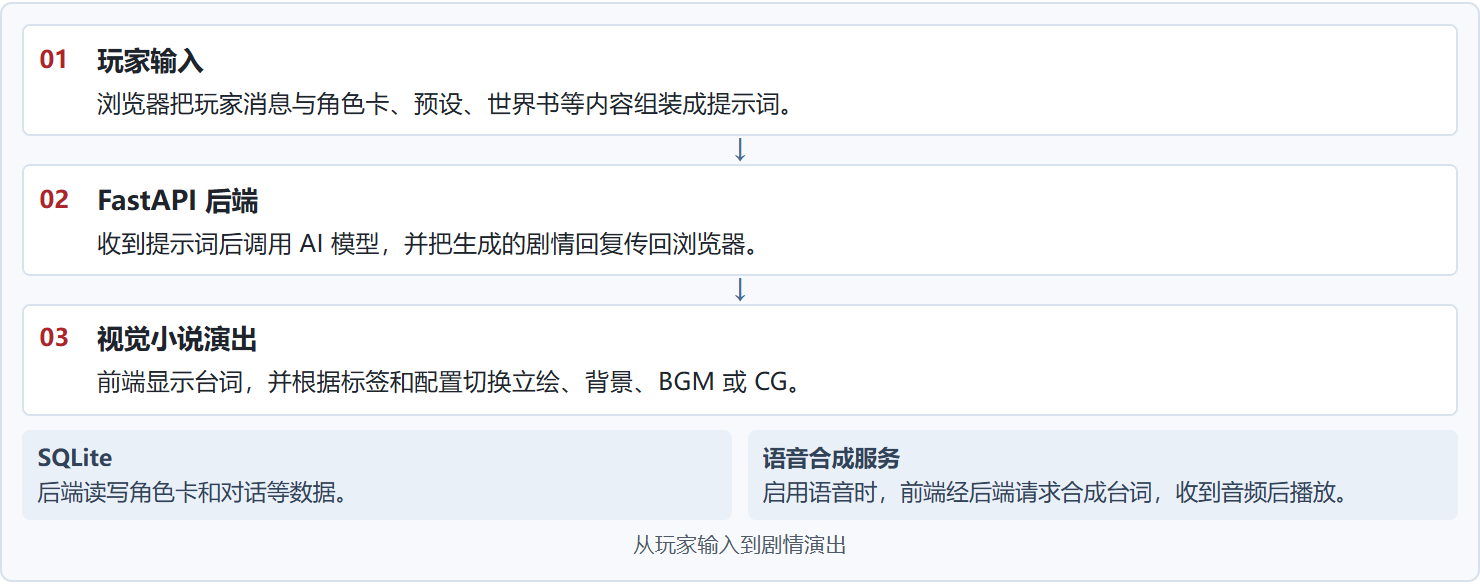 01 玩家输入
浏览器把玩家消息与角色卡、预设、世界书等内容组装成提示词。
↓
02 FastAPI 后端
收到提示词后调用 AI 模型，并把生成的剧情回复传回浏览器。
↓
03 视觉小说演出
前端显示台词，并根据标签和配置切换立绘、背景、BGM 或 CG。
SQLite
后端读写角色卡和对话等数据。
语音合成服务
启用语音时，前端经后端请求合成台词，收到音频后播放。
从玩家输入到剧情演出